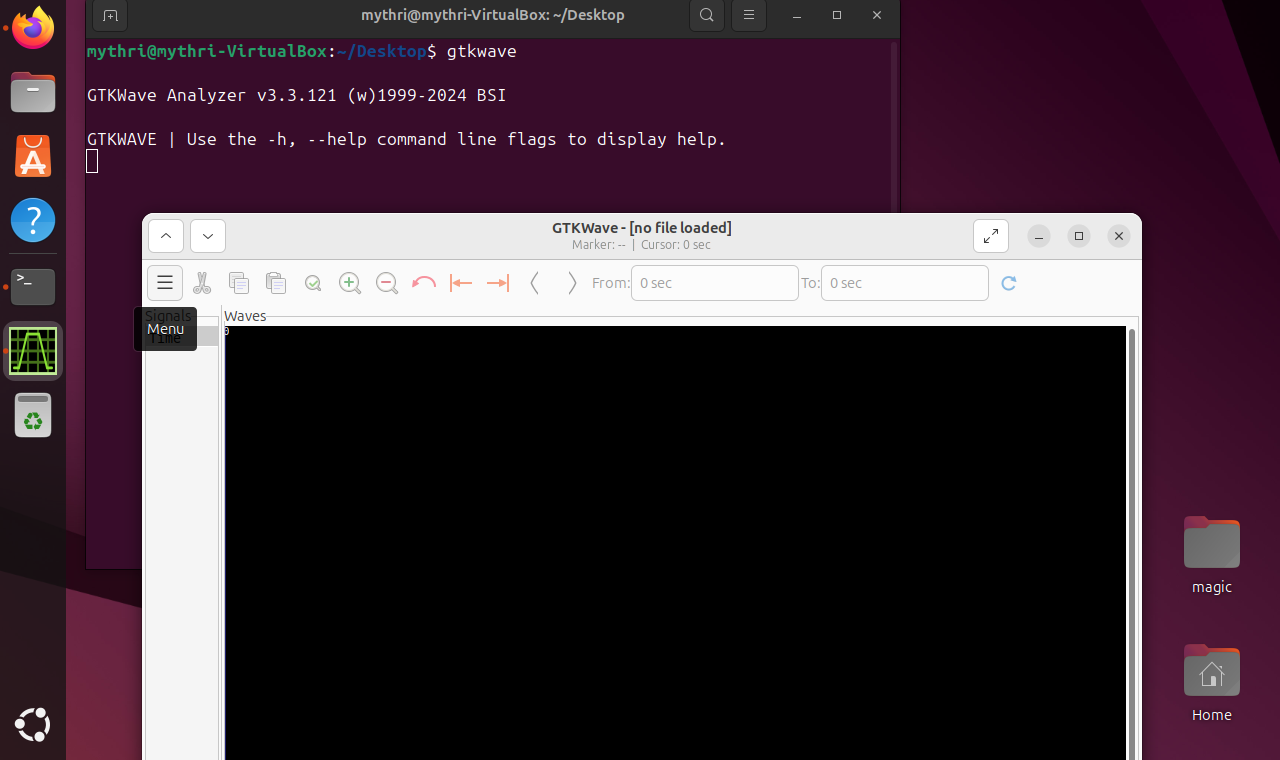 mythri@mythri-VirtualBox: ~/Desktop
mythri@mythri-VirtualBox:~/Desktop$ gtkwave
GTKWave Analyzer v3.3.121 (w)1999-2024 BSI
GTKWAVE | Use the -h, --help command line flags to display help.
GTKWave - [no file loaded]
Marker: -- | Cursor: 0 sec
From: 0 sec To: 0 sec
Signals Waves
Menu
Time
0
>_
magic
Home